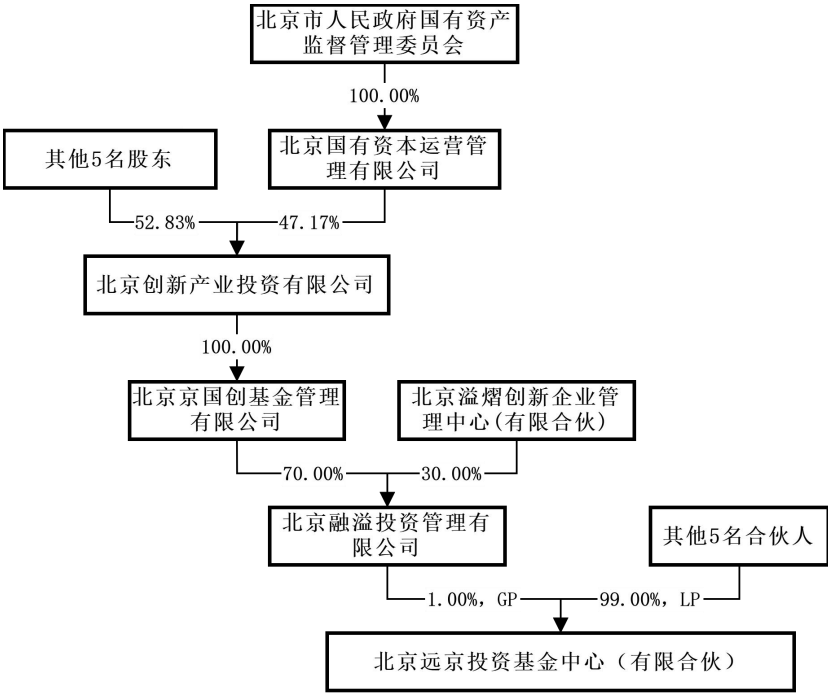 北京市人民政府国有资产
监督管理委员会
100.00%
其他5名股东
北京国有资本运营管
理有限公司
52.83%
47.17%
北京创新产业投资有限公司
100.00%
北京京国创基金管理
有限公司
北京溢熠创新企业管
理中心(有限合伙)
70.00%
30.00%
北京融溢投资管理有
限公司
其他5名合伙人
1.00%，GP
99.00%，LP
北京远京投资基金中心（有限合伙）